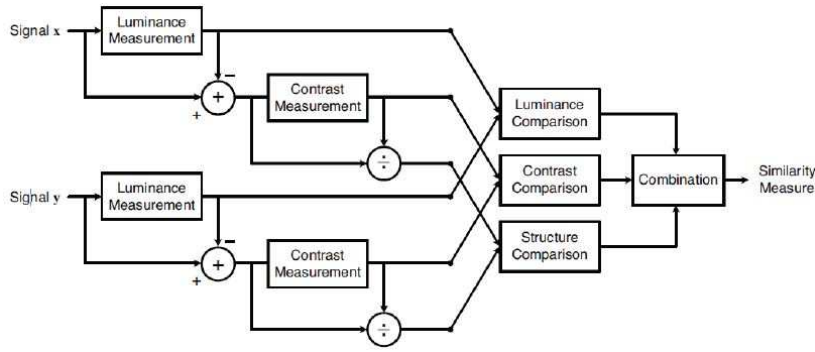 Signal x
Luminance
Measurement
−
+
+
Contrast
Measurement
÷
Luminance
Comparison
Signal y
Luminance
Measurement
Contrast
Comparison
Combination
Similarity
Measure
−
+
+
Contrast
Measurement
Structure
Comparison
÷